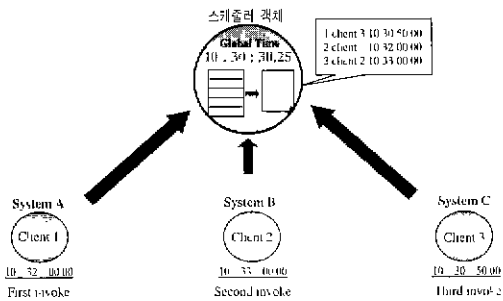 스케줄러 객체
Global Time
10 : 30 : 30.25
1 client 3 10 30 50.00
2 client 10 32 00.00
3 client 2 10 33 00.00
System A
Client 1
10 32 00.00
First invoke
System B
Client 2
10 33 00.00
Second invoke
System C
Client 3
10 30 50.00
Third invoke